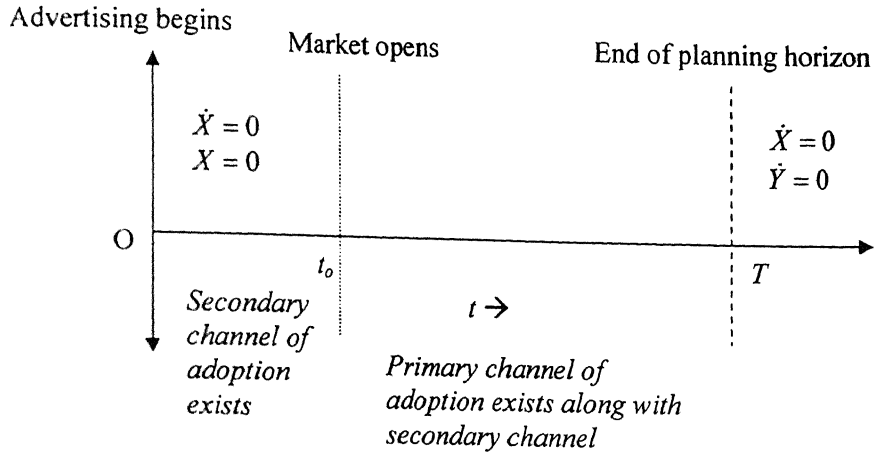 Advertising begins
Market opens
End of planning horizon
Ẋ = 0
X = 0
Ẋ = 0
Ẏ = 0
O
t₀
T
Secondary
channel of
adoption
exists
t →
Primary channel of
adoption exists along with
secondary channel